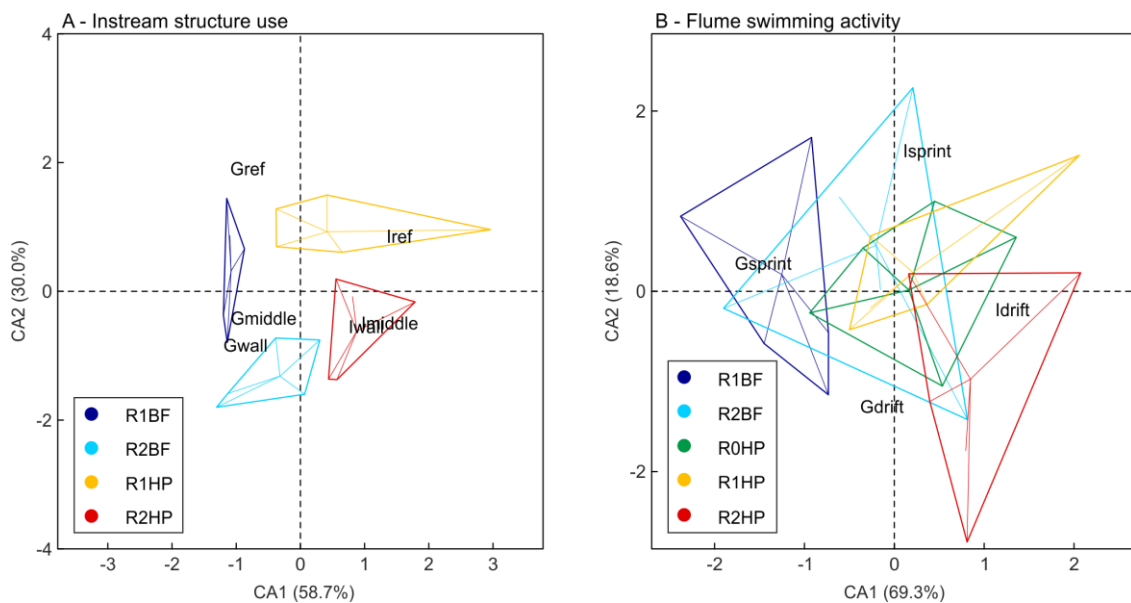 A - Instream structure use
4
2
0
-2
-4
CA2 (30.0%)
Gref
Iref
Gmiddle
Gwall
Iwall
Imiddle
R1BF
R2BF
R1HP
R2HP
-3
-2
-1
0
1
2
3
CA1 (58.7%)
B - Flume swimming activity
2
0
-2
CA2 (18.6%)
Isprint
Gsprint
Idrift
Gdrift
R1BF
R2BF
R0HP
R1HP
R2HP
-2
-1
0
1
2
CA1 (69.3%)